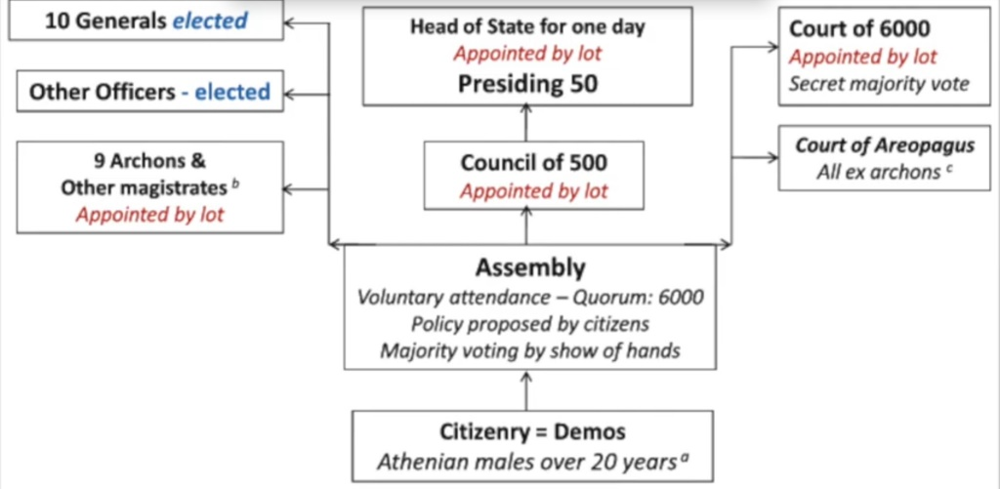 10 Generals elected
Other Officers - elected
9 Archons &
Other magistrates b
Appointed by lot
Head of State for one day
Appointed by lot
Presiding 50
Council of 500
Appointed by lot
Court of 6000
Appointed by lot
Secret majority vote
Court of Areopagus
All ex archons c
Assembly
Voluntary attendance – Quorum: 6000
Policy proposed by citizens
Majority voting by show of hands
Citizenry = Demos
Athenian males over 20 years a